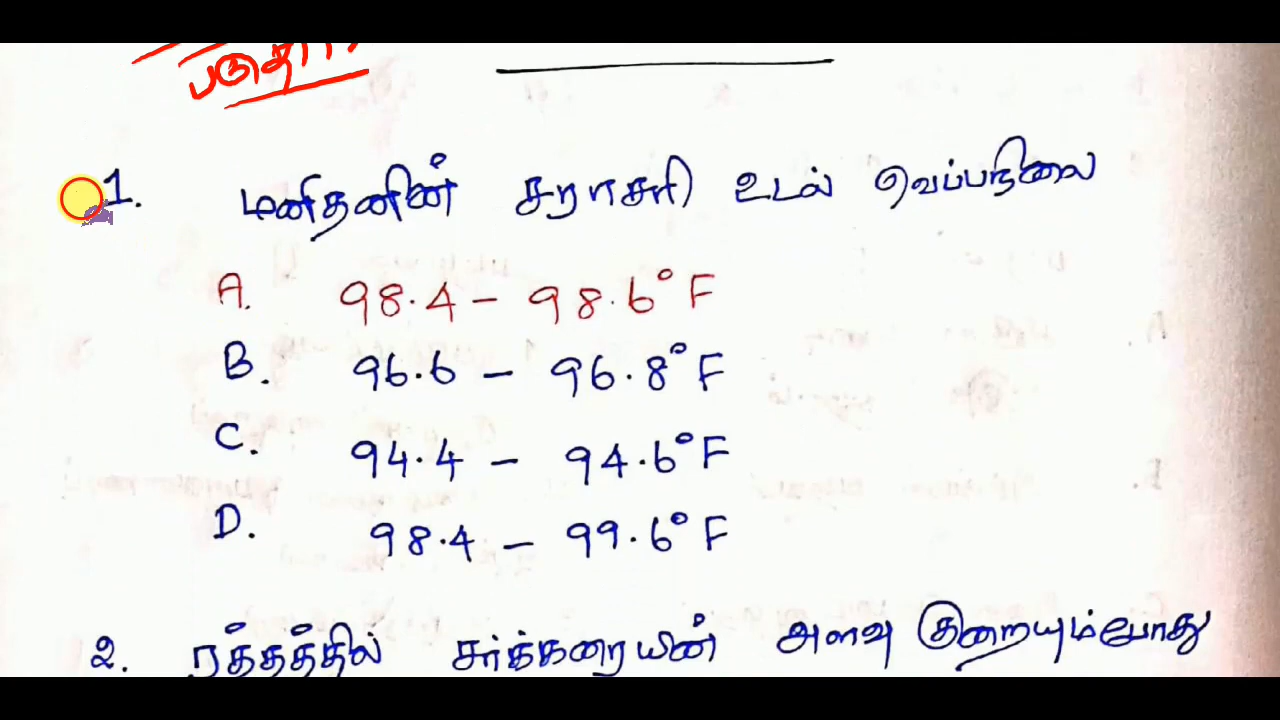 1. மனிதனின் சராசரி உடல் வெப்பநிலை
A. 98.4 – 98.6°F
B. 96.6 – 96.8°F
C. 94.4 – 94.6°F
D. 98.4 – 99.6°F
2. ரத்தத்தில் சர்க்கரையின் அளவு குறையும்போது